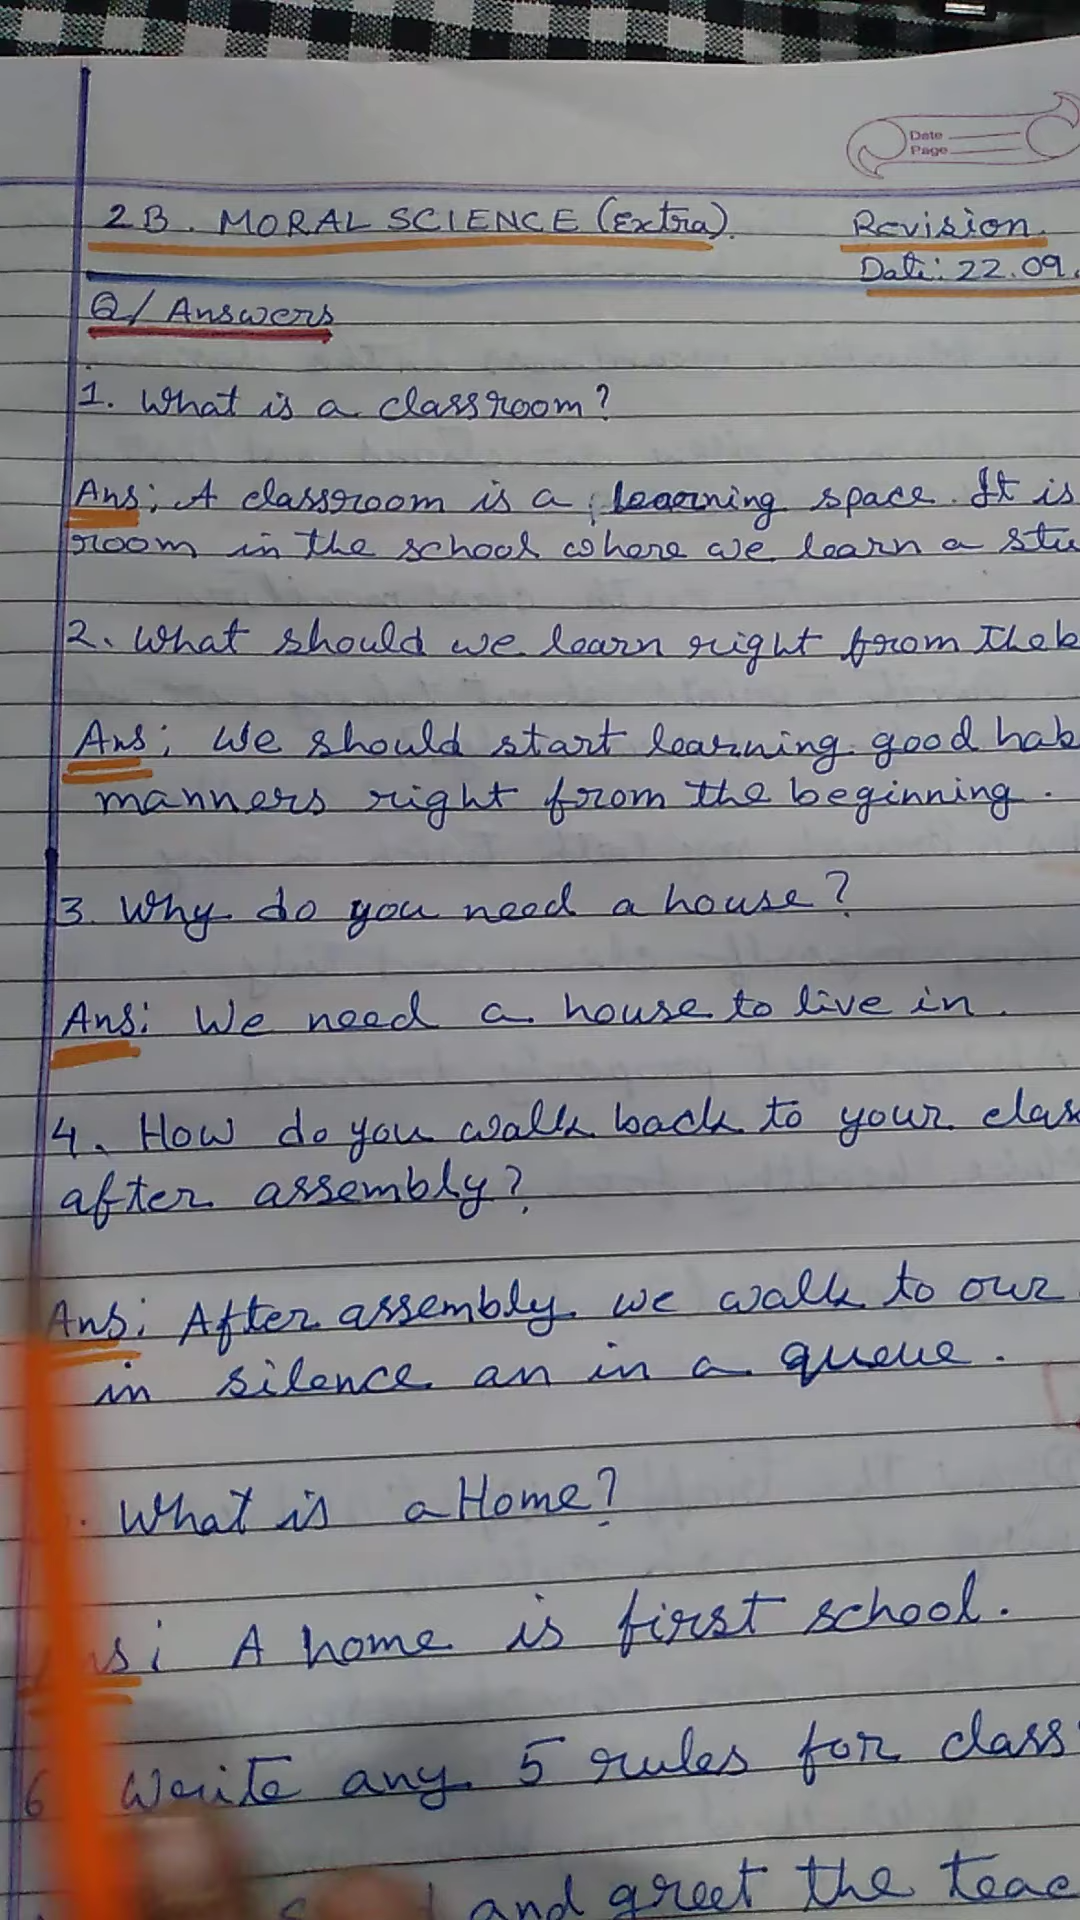 Date
Page
2B. MORAL SCIENCE (Extra) Revision
Date: 22.09.
Q/Answers
1. What is a classroom?
Ans: A classroom is a learning space. It is
room in the school where we learn a stu
2. What should we learn right from the b
Ans: We should start learning good hab
manners right from the beginning.
3. Why do you need a house?
Ans: We need a house to live in.
4. How do you walk back to your clas
after assembly?
Ans: After assembly we walk to our
in silence an in a queue.
. What is a Home?
ns: A home is first school.
6 Write any 5 rules for class
and greet the teac